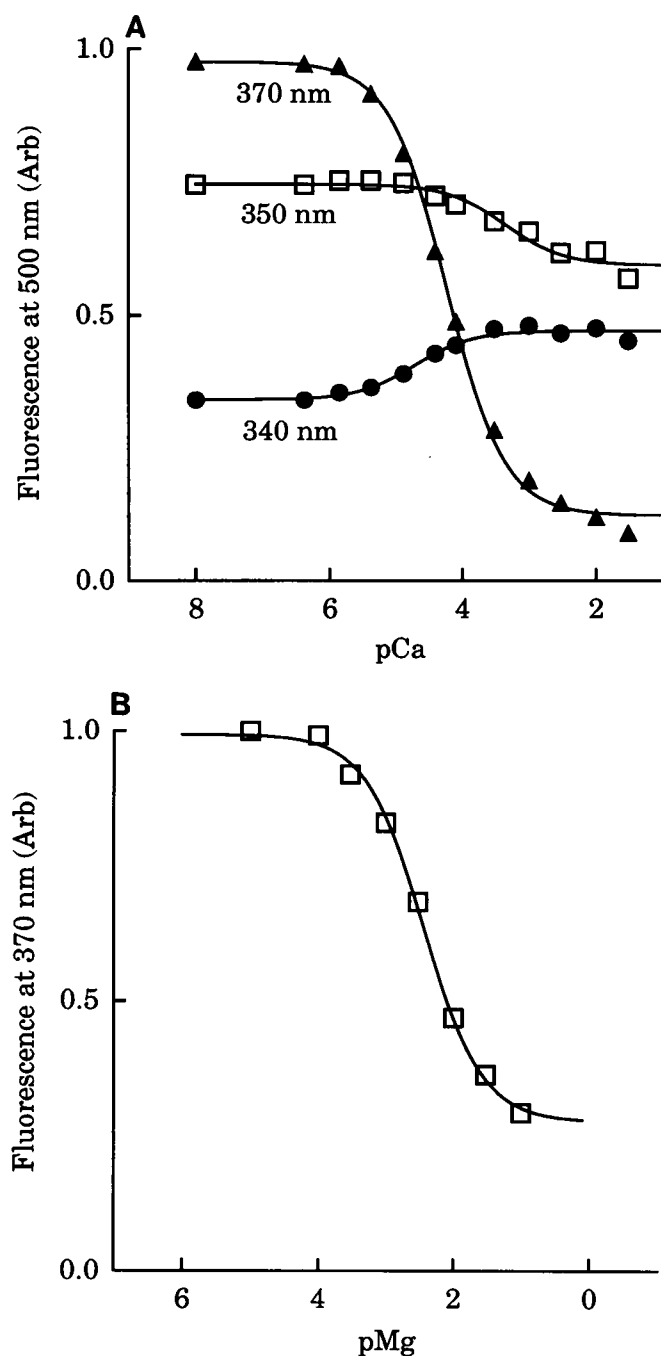 A
1.0
370 nm
350 nm
0.5
340 nm
0.0
8 6 4 2
pCa
Fluorescence at 500 nm (Arb)
B
1.0
0.5
0.0
6 4 2 0
pMg
Fluorescence at 370 nm (Arb)